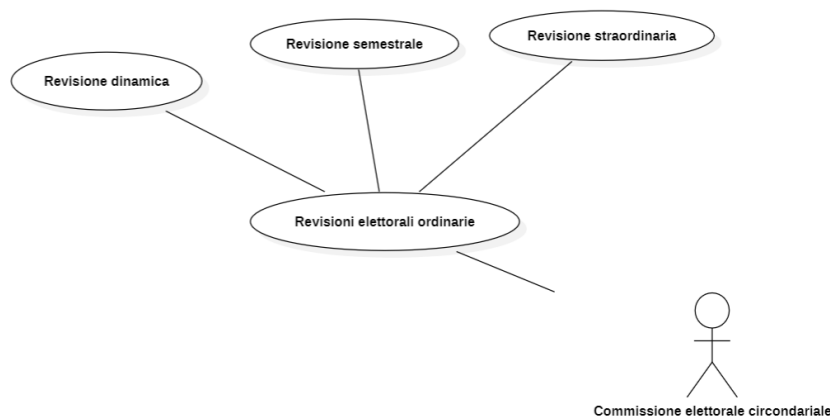 Revisione straordinaria
Revisione semestrale
Revisione dinamica
Revisioni elettorali ordinarie
Commissione elettorale circondariale